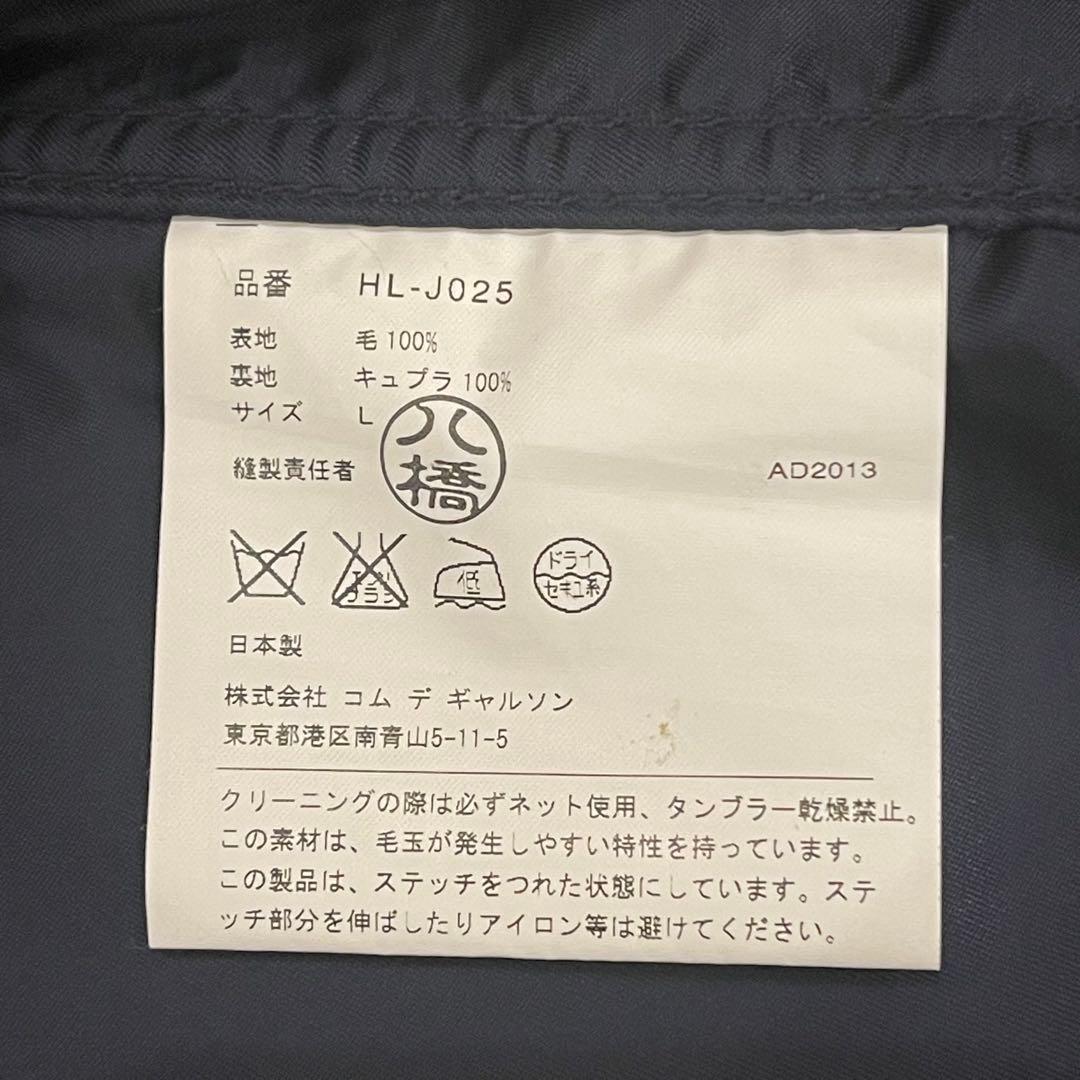 品番 HL-J025
表地 毛 100%
裏地 キュプラ 100%
サイズ L
縫製責任者 八橋 AD2013
エンソ
サラシ
低
ドライ
セキユ系
日本製
株式会社 コム デ ギャルソン
東京都港区南青山5-11-5
クリーニングの際は必ずネット使用、タンブラー乾燥禁止。
この素材は、毛玉が発生しやすい特性を持っています。
この製品は、ステッチをつれた状態にしています。ステ
ッチ部分を伸ばしたりアイロン等は避けてください。